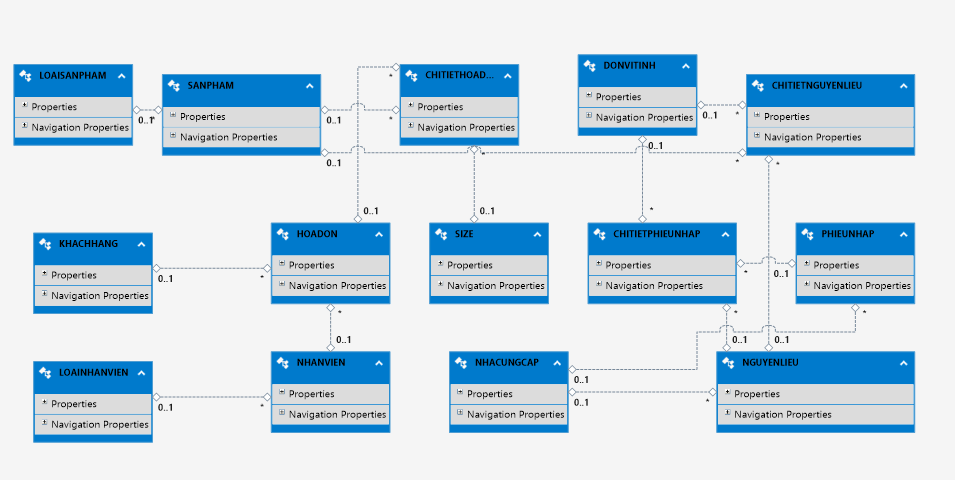 LOAISANPHAM
Properties
Navigation Properties
SANPHAM
Properties
Navigation Properties
CHITIETHOAD...
Properties
Navigation Properties
DONVITINH
Properties
Navigation Properties
CHITIETNGUYENLIEU
Properties
Navigation Properties
0..1
*
0..1
*
*
0..1
*
0..1
*
0..1
*
*
*
0..1
0..1
*
KHACHHANG
Properties
Navigation Properties
HOADON
Properties
Navigation Properties
SIZE
Properties
Navigation Properties
CHITIETPHIEUNHAP
Properties
Navigation Properties
PHIEUNHAP
Properties
Navigation Properties
0..1
*
*
0..1
*
0..1
*
0..1
*
0..1
LOAINHANVIEN
Properties
Navigation Properties
NHANVIEN
Properties
Navigation Properties
NHACUNGCAP
Properties
Navigation Properties
NGUYENLIEU
Properties
Navigation Properties
0..1
*
0..1
0..1
*